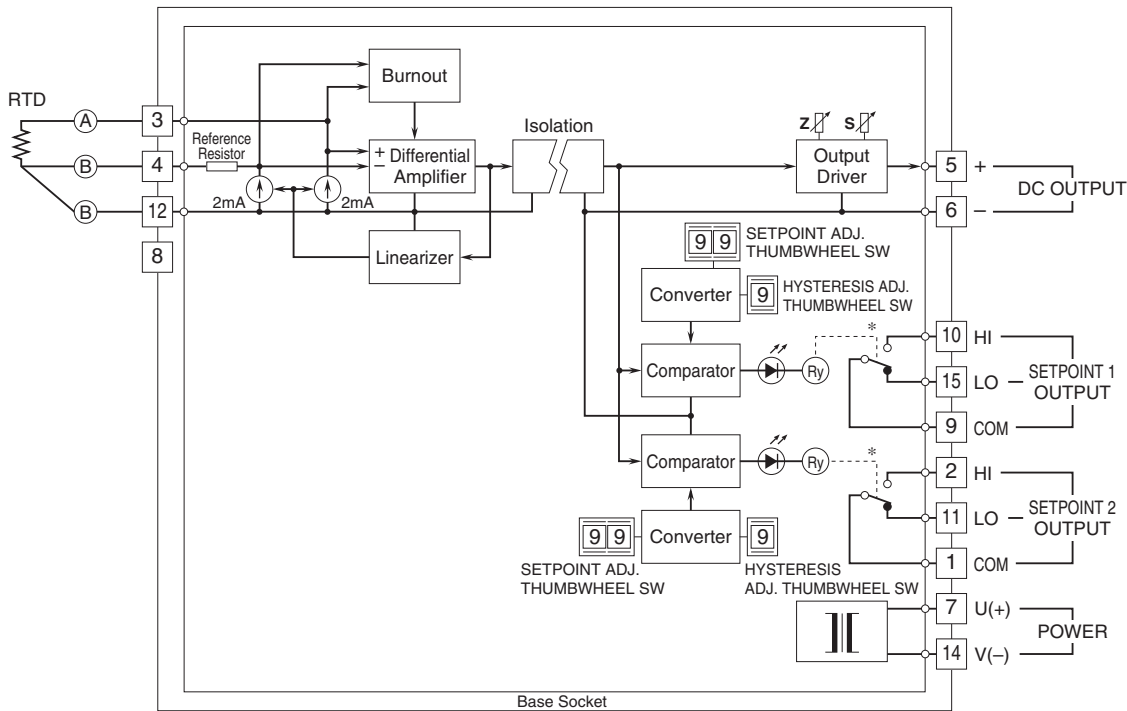 RTD
A
B
B
3
4
12
8
Reference
Resistor
2mA
2mA
Burnout
+
−
Differential
Amplifier
Linearizer
Isolation
Z
S
Output
Driver
5 +
6 −
DC OUTPUT
9 9
SETPOINT ADJ.
THUMBWHEEL SW
Converter
9
HYSTERESIS ADJ.
THUMBWHEEL SW
Comparator
Ry
*
10 HI
15 LO
9 COM
SETPOINT 1
OUTPUT
Comparator
Ry
*
2 HI
11 LO
1 COM
SETPOINT 2
OUTPUT
9 9
SETPOINT ADJ.
THUMBWHEEL SW
Converter
9
HYSTERESIS
ADJ. THUMBWHEEL SW
7 U(+)
14 V(–)
POWER
Base Socket